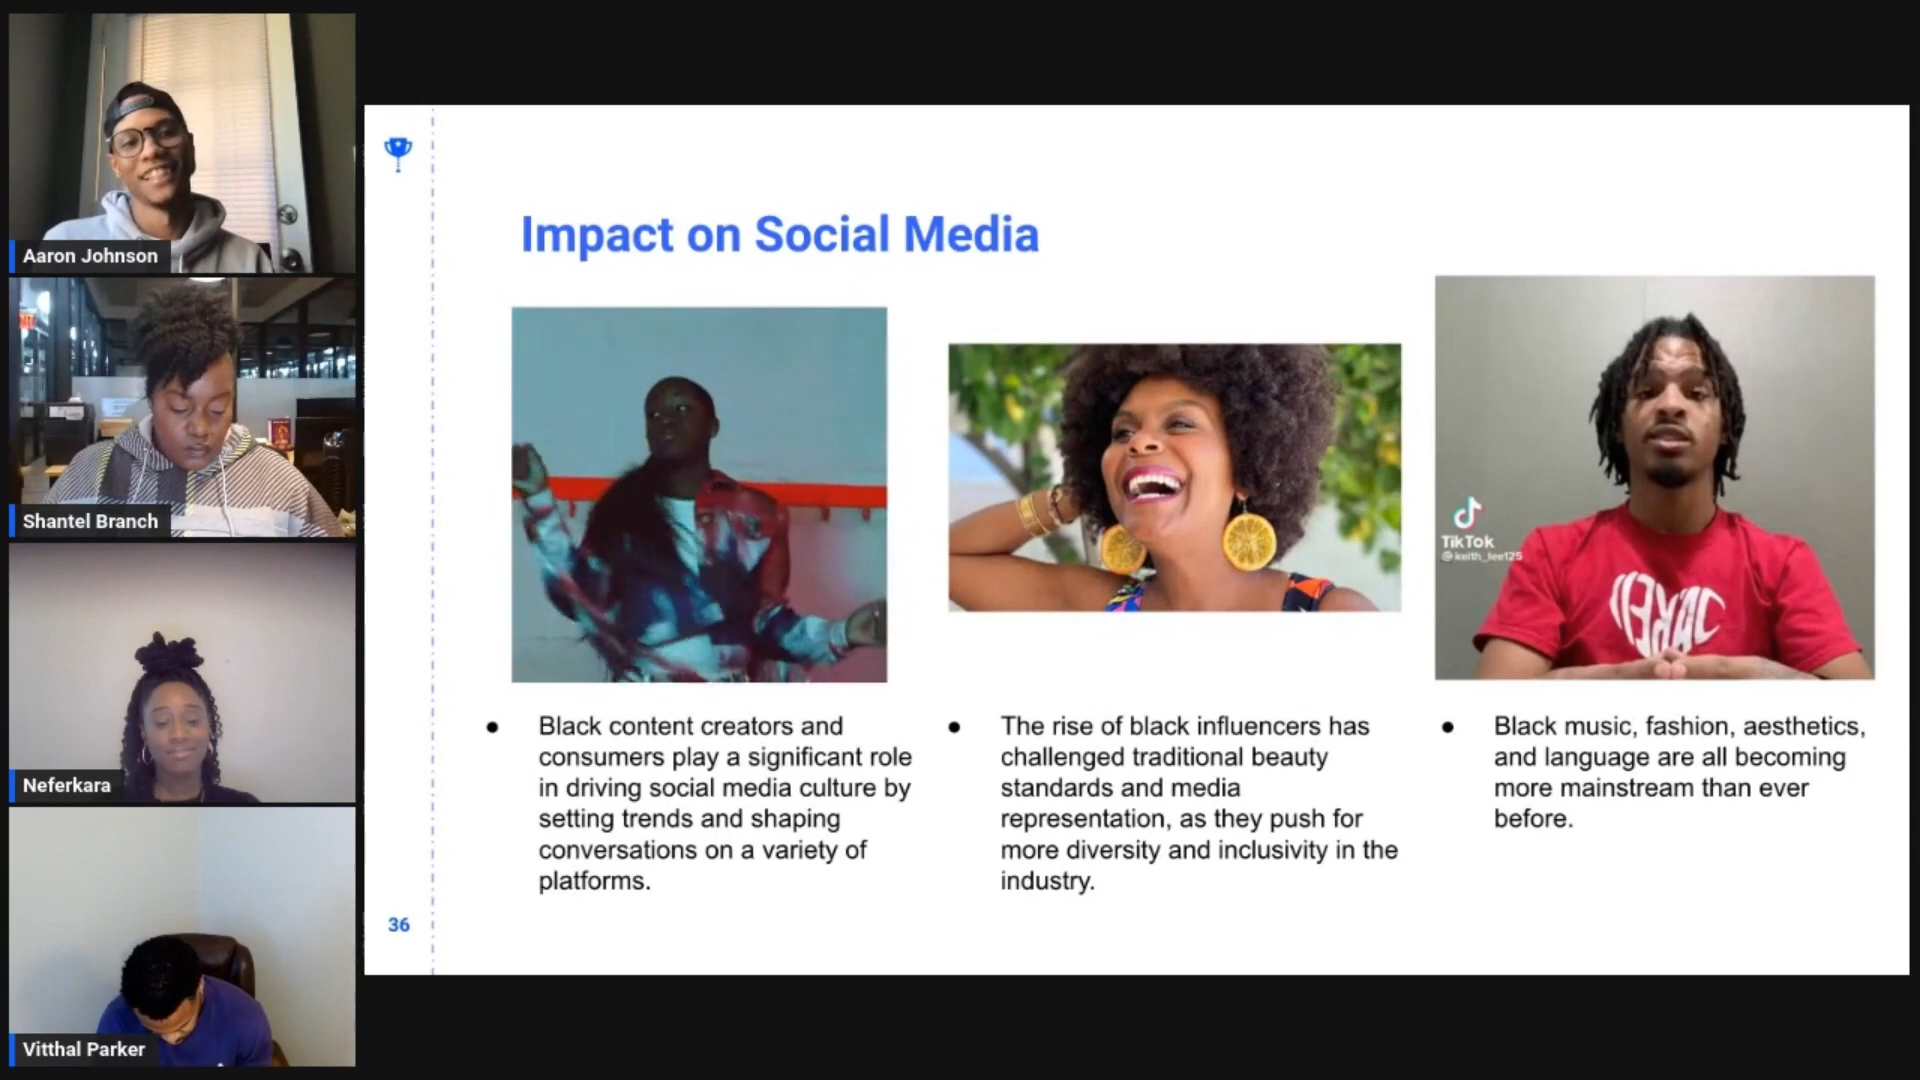 Aaron Johnson
Shantel Branch
Neferkara
Vitthal Parker
Impact on Social Media
TikTok
@keith_lee125
● Black content creators and
consumers play a significant role
in driving social media culture by
setting trends and shaping
conversations on a variety of
platforms.
● The rise of black influencers has
challenged traditional beauty
standards and media
representation, as they push for
more diversity and inclusivity in the
industry.
● Black music, fashion, aesthetics,
and language are all becoming
more mainstream than ever
before.
36